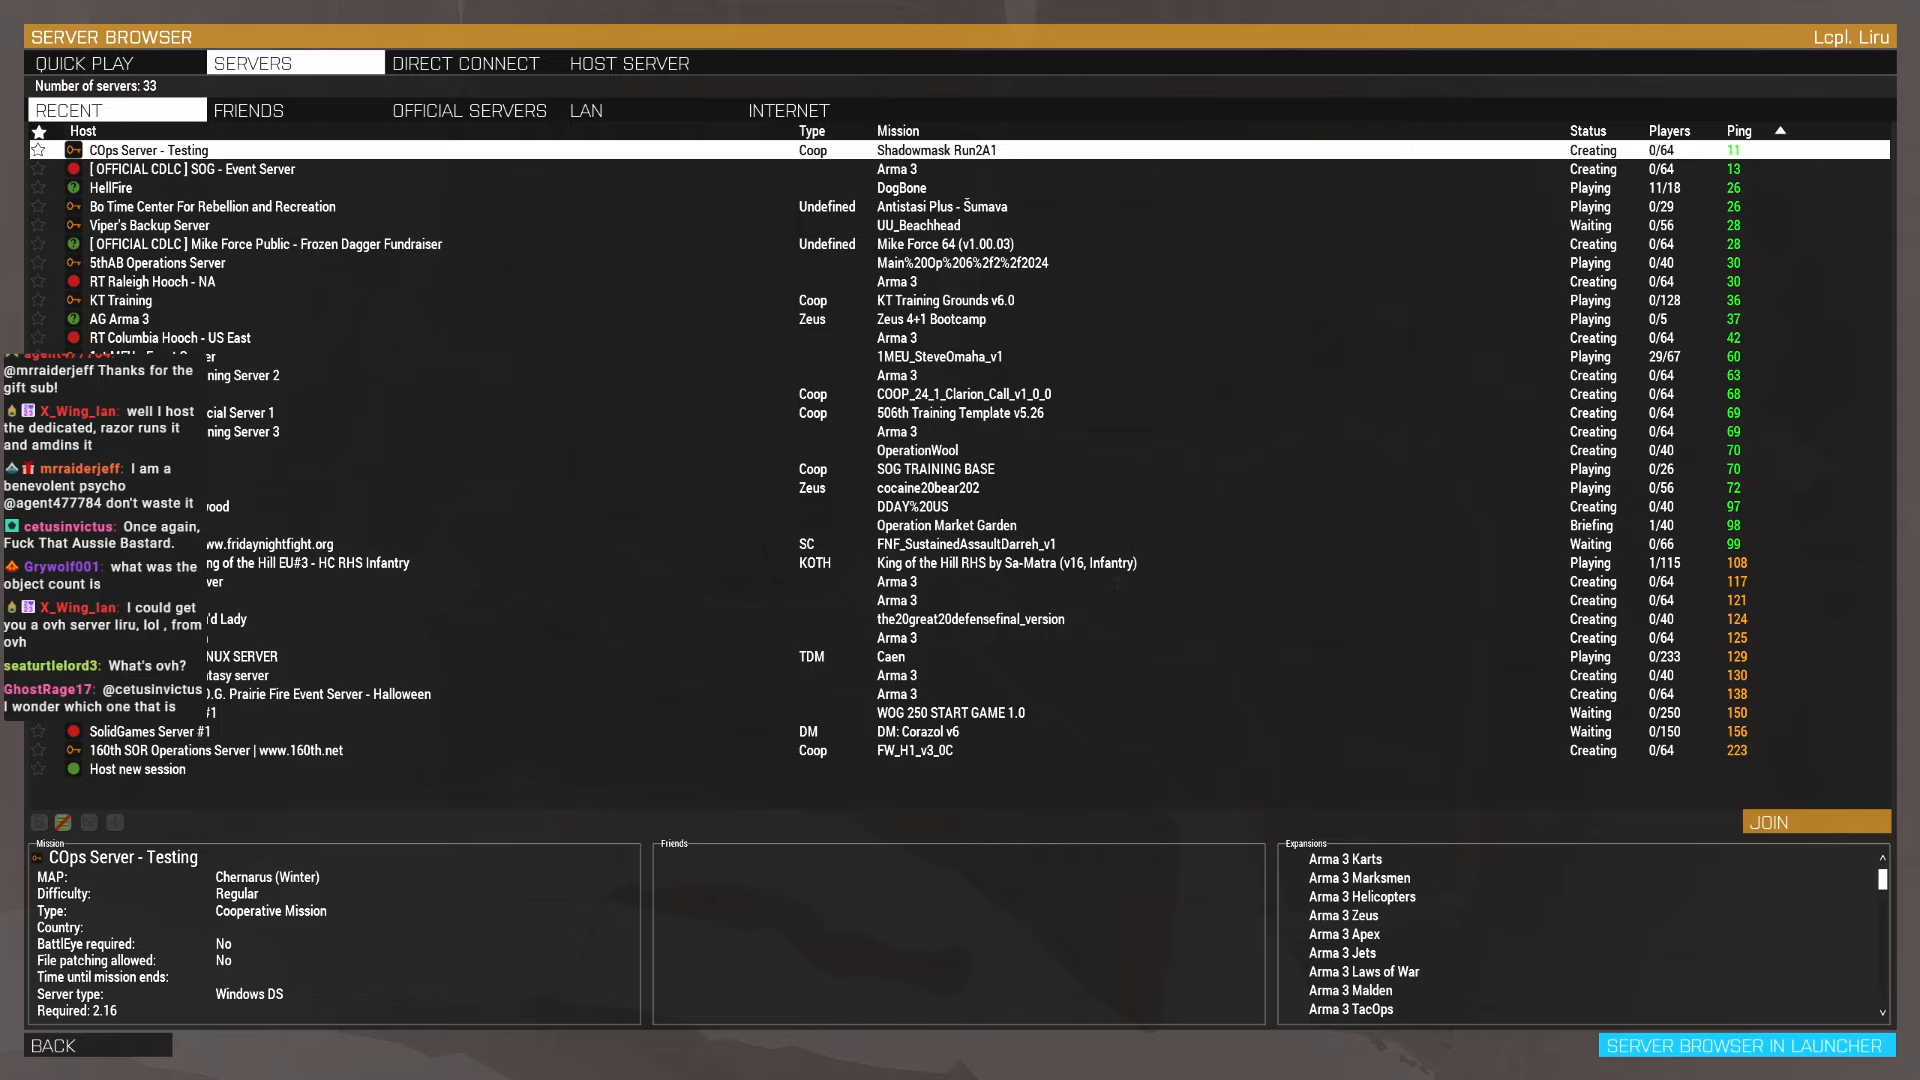 SERVER BROWSER Lcpl. Liru
QUICK PLAY SERVERS DIRECT CONNECT HOST SERVER
Number of servers: 33
RECENT FRIENDS OFFICIAL SERVERS LAN INTERNET
Host Type Mission Status Players Ping
COps Server - Testing Coop Shadowmask Run2A1 Creating 0/64 11
[ OFFICIAL CDLC ] SOG - Event Server Arma 3 Creating 0/64 13
HellFire DogBone Playing 11/18 26
Bo Time Center For Rebellion and Recreation Undefined Antistasi Plus - Šumava Playing 0/29 26
Viper's Backup Server UU_Beachhead Waiting 0/56 28
[ OFFICIAL CDLC ] Mike Force Public - Frozen Dagger Fundraiser Undefined Mike Force 64 (v1.00.03) Creating 0/64 28
5thAB Operations Server Main%20Op%206%2f2%2f2024 Playing 0/40 30
RT Raleigh Hooch - NA Arma 3 Creating 0/64 30
KT Training Coop KT Training Grounds v6.0 Playing 0/128 36
AG Arma 3 Zeus Zeus 4+1 Bootcamp Playing 0/5 37
RT Columbia Hooch - US East Arma 3 Creating 0/64 42
er 1MEU_SteveOmaha_v1 Playing 29/67 60
ning Server 2 Arma 3 Creating 0/64 63
Coop COOP_24_1_Clarion_Call_v1_0_0 Creating 0/64 68
cial Server 1 Coop 506th Training Template v5.26 Creating 0/64 69
ning Server 3 Arma 3 Creating 0/64 69
OperationWool Creating 0/40 70
Coop SOG TRAINING BASE Playing 0/26 70
Zeus cocaine20bear202 Playing 0/56 72
ood DDAY%20US Creating 0/40 97
Operation Market Garden Briefing 1/40 98
ww.fridaynightfight.org SC FNF_SustainedAssaultDarreh_v1 Waiting 0/66 99
ng of the Hill EU#3 - HC RHS Infantry KOTH King of the Hill RHS by Sa-Matra (v16, Infantry) Playing 1/115 108
ver Arma 3 Creating 0/64 117
Arma 3 Creating 0/64 121
'd Lady the20great20defensefinal_version Creating 0/40 124
Arma 3 Creating 0/64 125
NUX SERVER TDM Caen Playing 0/233 129
tasy server Arma 3 Creating 0/40 130
O.G. Prairie Fire Event Server - Halloween Arma 3 Creating 0/64 138
#1 WOG 250 START GAME 1.0 Waiting 0/250 150
SolidGames Server #1 DM DM: Corazol v6 Waiting 0/150 156
160th SOR Operations Server | www.160th.net Coop FW_H1_v3_0C Creating 0/64 223
Host new session
agent477784:
@mrraiderjeff Thanks for the
gift sub!
X_Wing_Ian: well I host
the dedicated, razor runs it
and amdins it
mrraiderjeff: I am a
benevolent psycho
@agent477784 don't waste it
cetusinvictus: Once again,
Fuck That Aussie Bastard.
Grywolf001: what was the
object count is
X_Wing_Ian: I could get
you a ovh server liru, lol , from
ovh
seaturtlelord3: What's ovh?
GhostRage17: @cetusinvictus
I wonder which one that is
JOIN
Mission
COps Server - Testing
MAP: Chernarus (Winter)
Difficulty: Regular
Type: Cooperative Mission
Country:
BattlEye required: No
File patching allowed: No
Time until mission ends:
Server type: Windows DS
Required: 2.16
Friends
Expansions
Arma 3 Karts
Arma 3 Marksmen
Arma 3 Helicopters
Arma 3 Zeus
Arma 3 Apex
Arma 3 Jets
Arma 3 Laws of War
Arma 3 Malden
Arma 3 TacOps
BACK SERVER BROWSER IN LAUNCHER